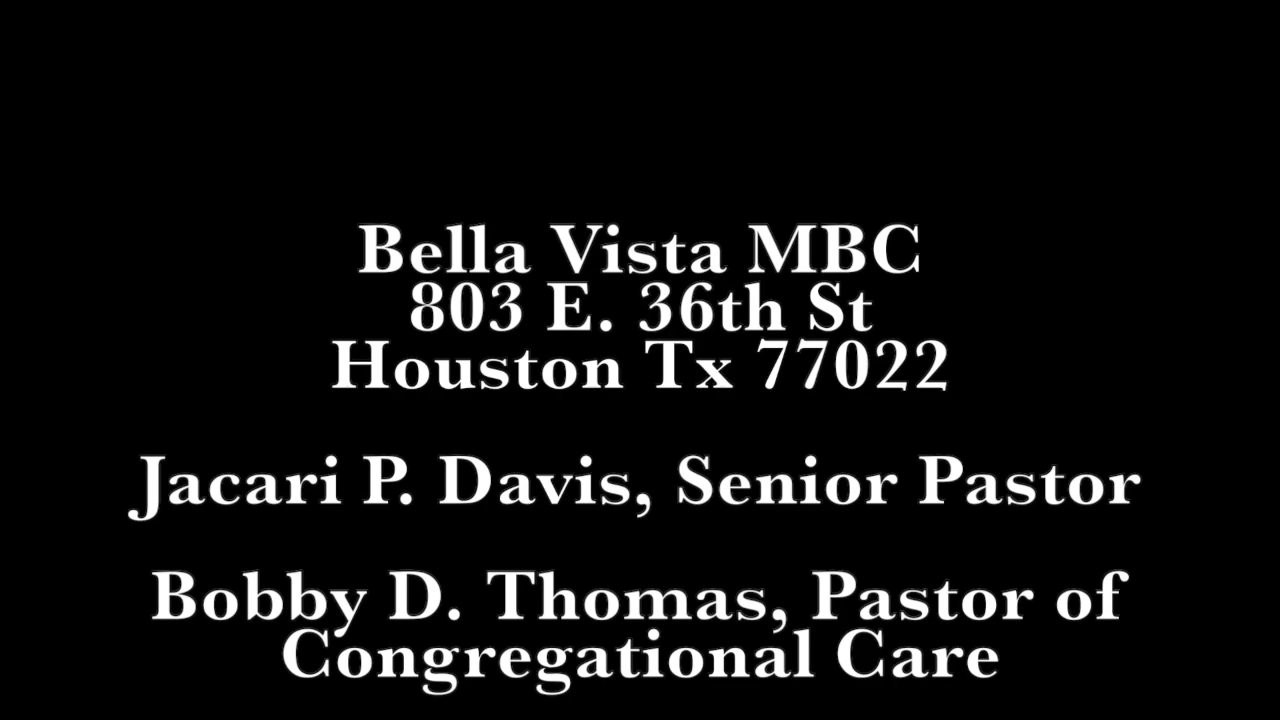 Bella Vista MBC
803 E. 36th St
Houston Tx 77022
Jacari P. Davis, Senior Pastor
Bobby D. Thomas, Pastor of
Congregational Care